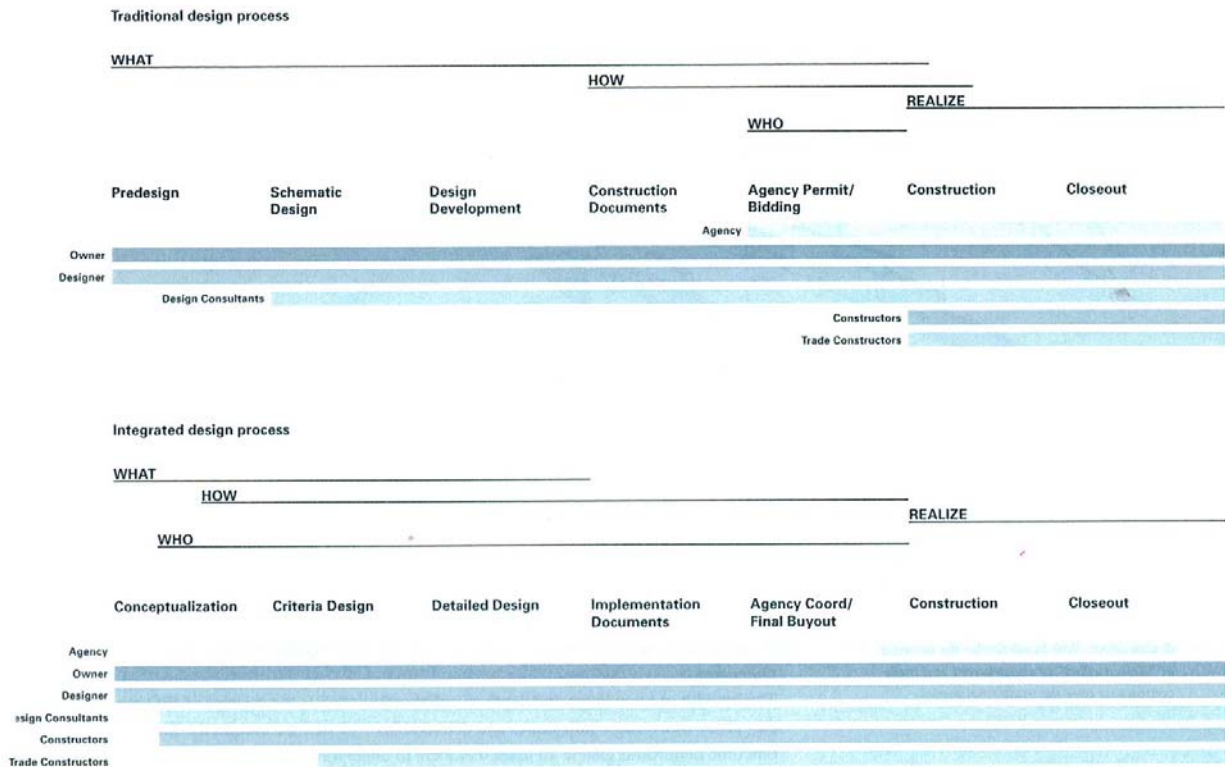 Traditional design process
WHAT
HOW
REALIZE
WHO
Predesign
Schematic
Design
Design
Development
Construction
Documents
Agency Permit/
Bidding
Construction
Closeout
Agency
Owner
Designer
Design Consultants
Constructors
Trade Constructors
Integrated design process
WHAT
HOW
REALIZE
WHO
Conceptualization
Criteria Design
Detailed Design
Implementation
Documents
Agency Coord/
Final Buyout
Construction
Closeout
Agency
Owner
Designer
esign Consultants
Constructors
Trade Constructors